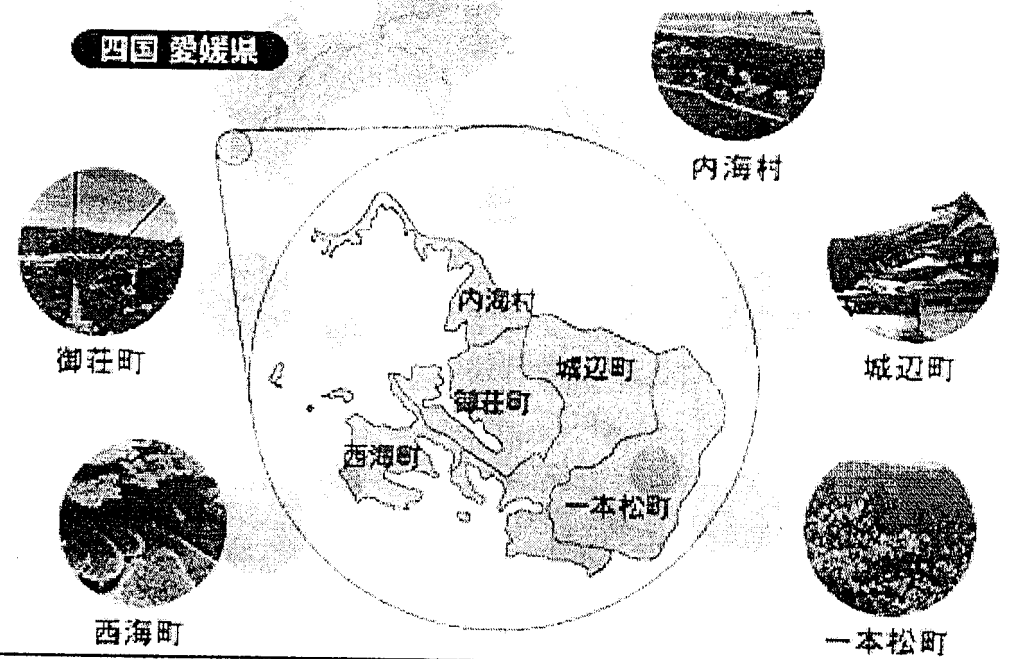 四国 愛媛県
内海村
御荘町
城辺町
内海村
城辺町
御荘町
西海町
一本松町
西海町
一本松町